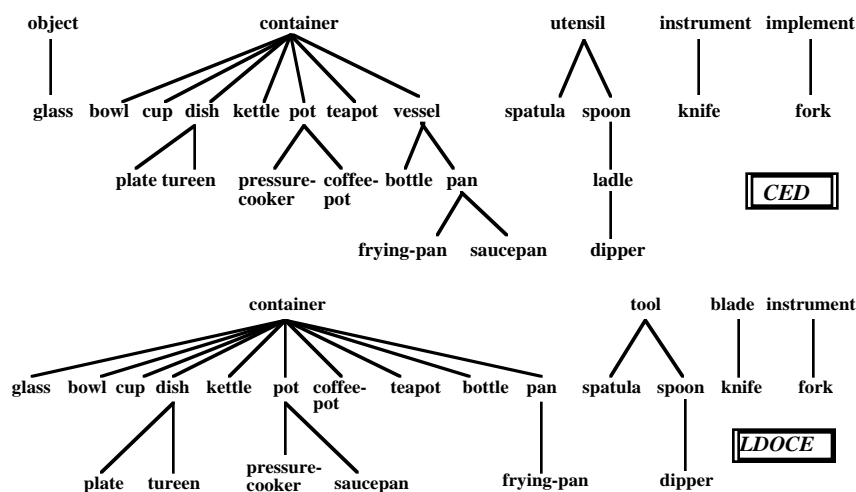 object container utensil instrument implement
glass bowl cup dish kettle pot teapot vessel spatula spoon knife fork
plate tureen pressure-cooker coffee-pot bottle pan ladle
CED
frying-pan saucepan dipper
container tool blade instrument
glass bowl cup dish kettle pot coffee-pot teapot bottle pan spatula spoon knife fork
LDOCE
plate tureen pressure-cooker saucepan frying-pan dipper